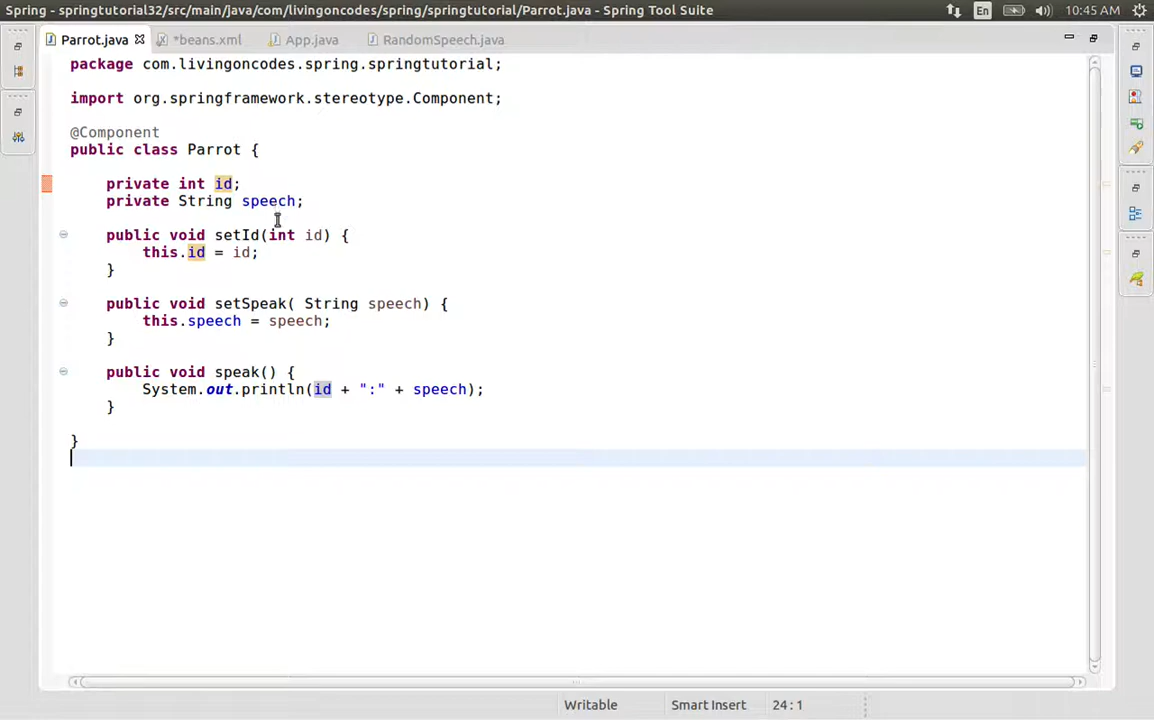 Spring - springtutorial32/src/main/java/com/livingoncodes/spring/springtutorial/Parrot.java - Spring Tool Suite
En
10:45 AM
Parrot.java
*beans.xml
App.java
RandomSpeech.java
package com.livingoncodes.spring.springtutorial;
import org.springframework.stereotype.Component;
@Component
public class Parrot {
private int id;
private String speech;
public void setId(int id) {
this.id = id;
}
public void setSpeak( String speech) {
this.speech = speech;
}
public void speak() {
System.out.println(id + ":" + speech);
}
}
Writable
Smart Insert
24 : 1